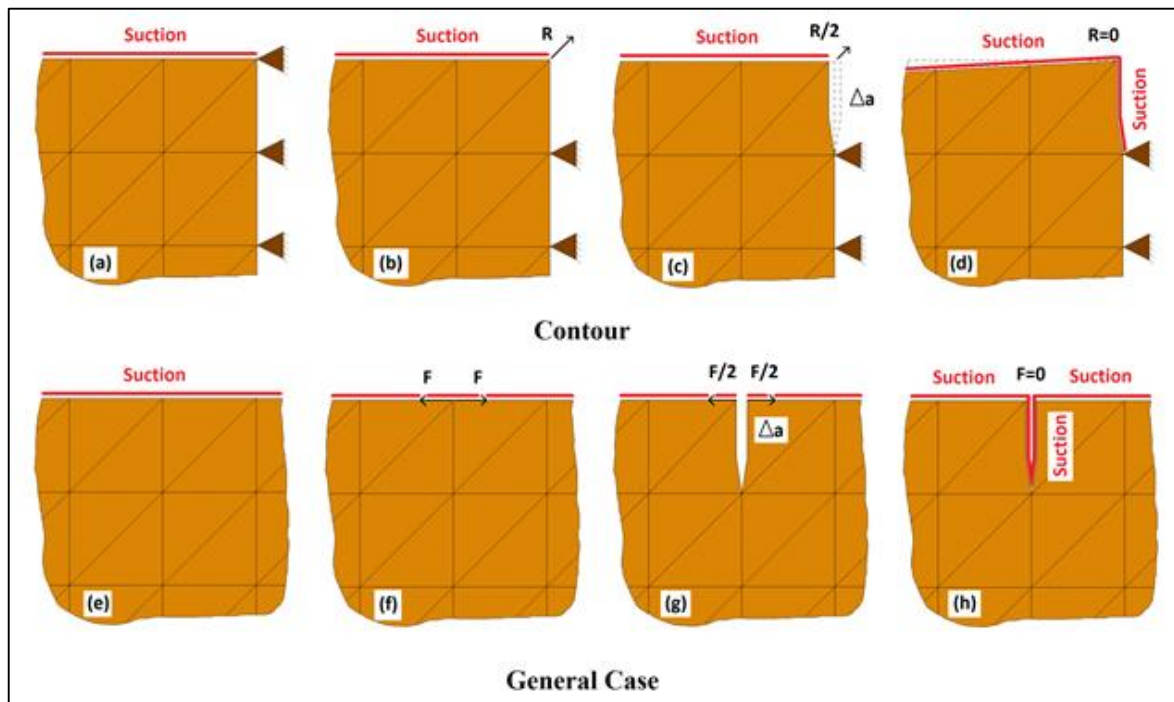 Suction
(a)
Suction R
(b)
Suction R/2
Δa
(c)
Suction R=0
Suction
(d)
Contour
Suction
(e)
F F
(f)
F/2 F/2
Δa
(g)
Suction F=0 Suction
Suction
(h)
General Case